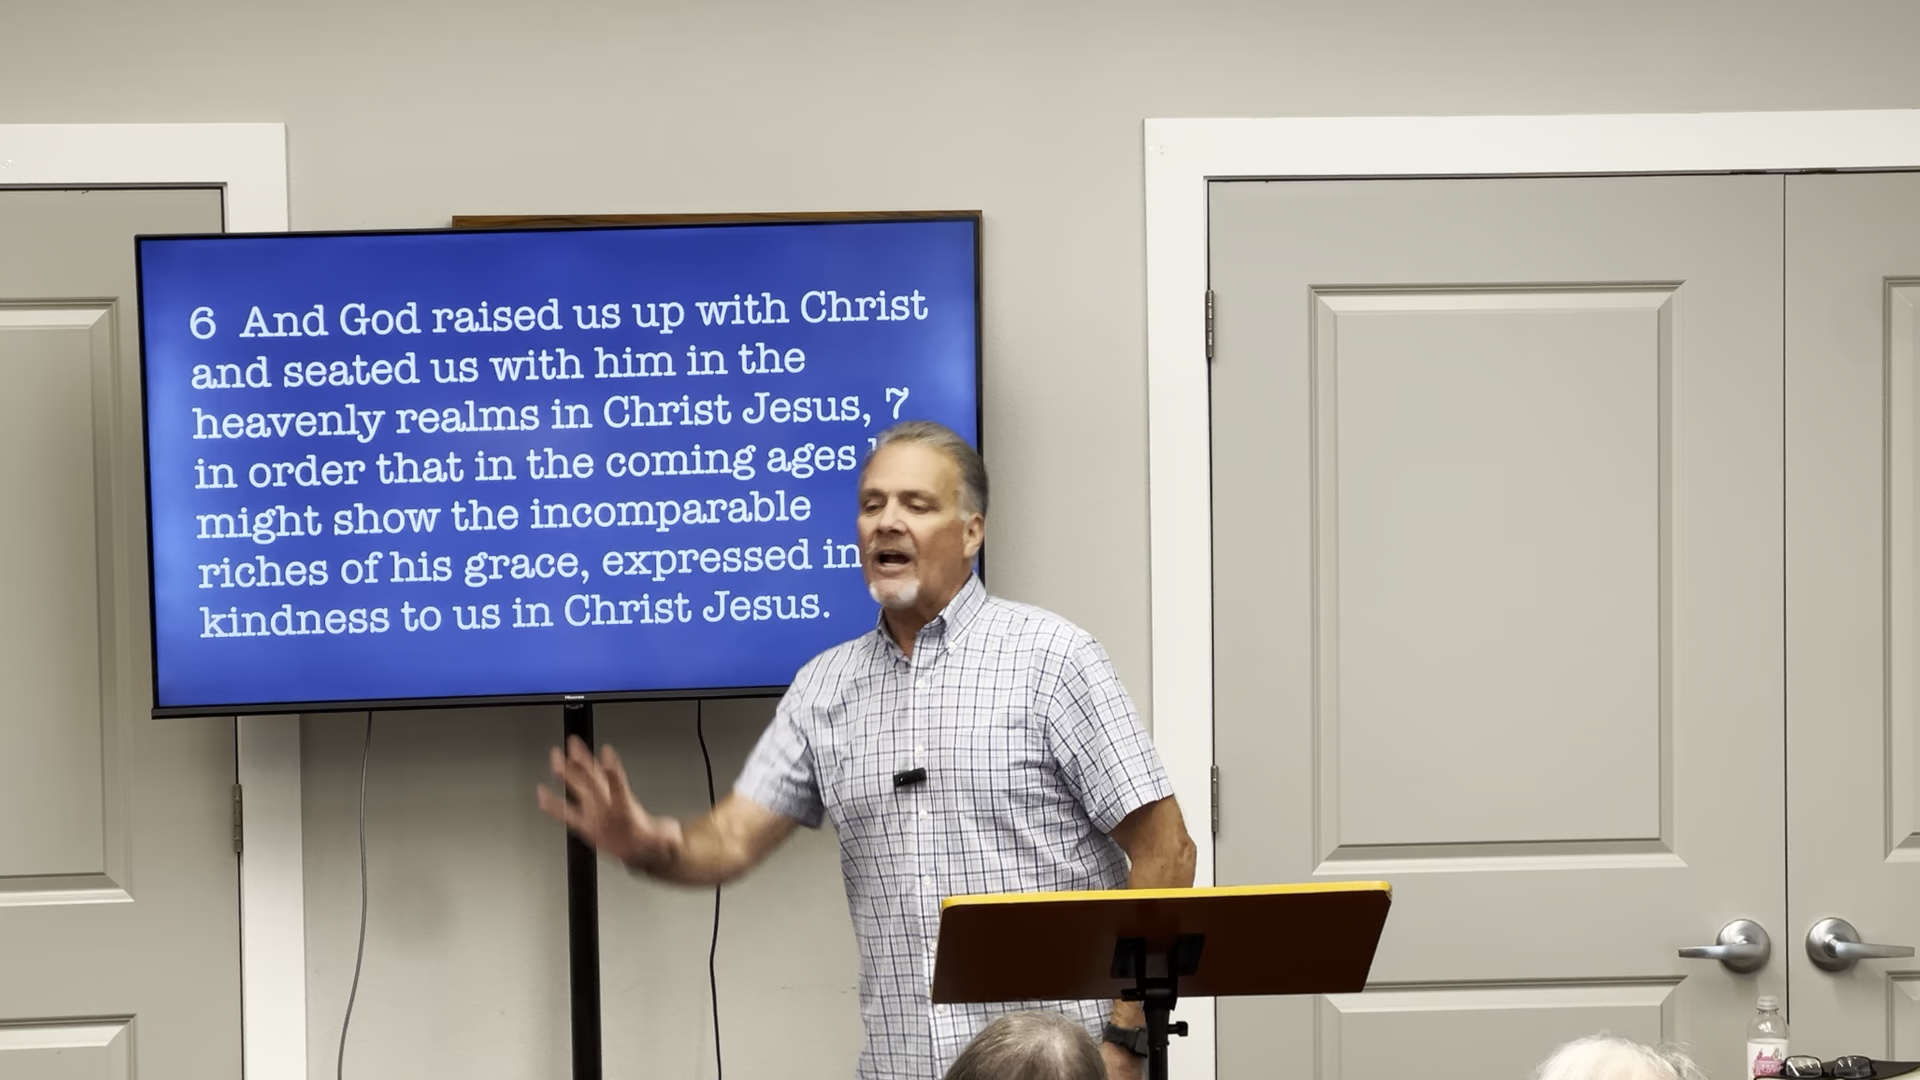 6 And God raised us up with Christ
and seated us with him in the
heavenly realms in Christ Jesus, 7
in order that in the coming ages
might show the incomparable
riches of his grace, expressed in
kindness to us in Christ Jesus.
Hisense